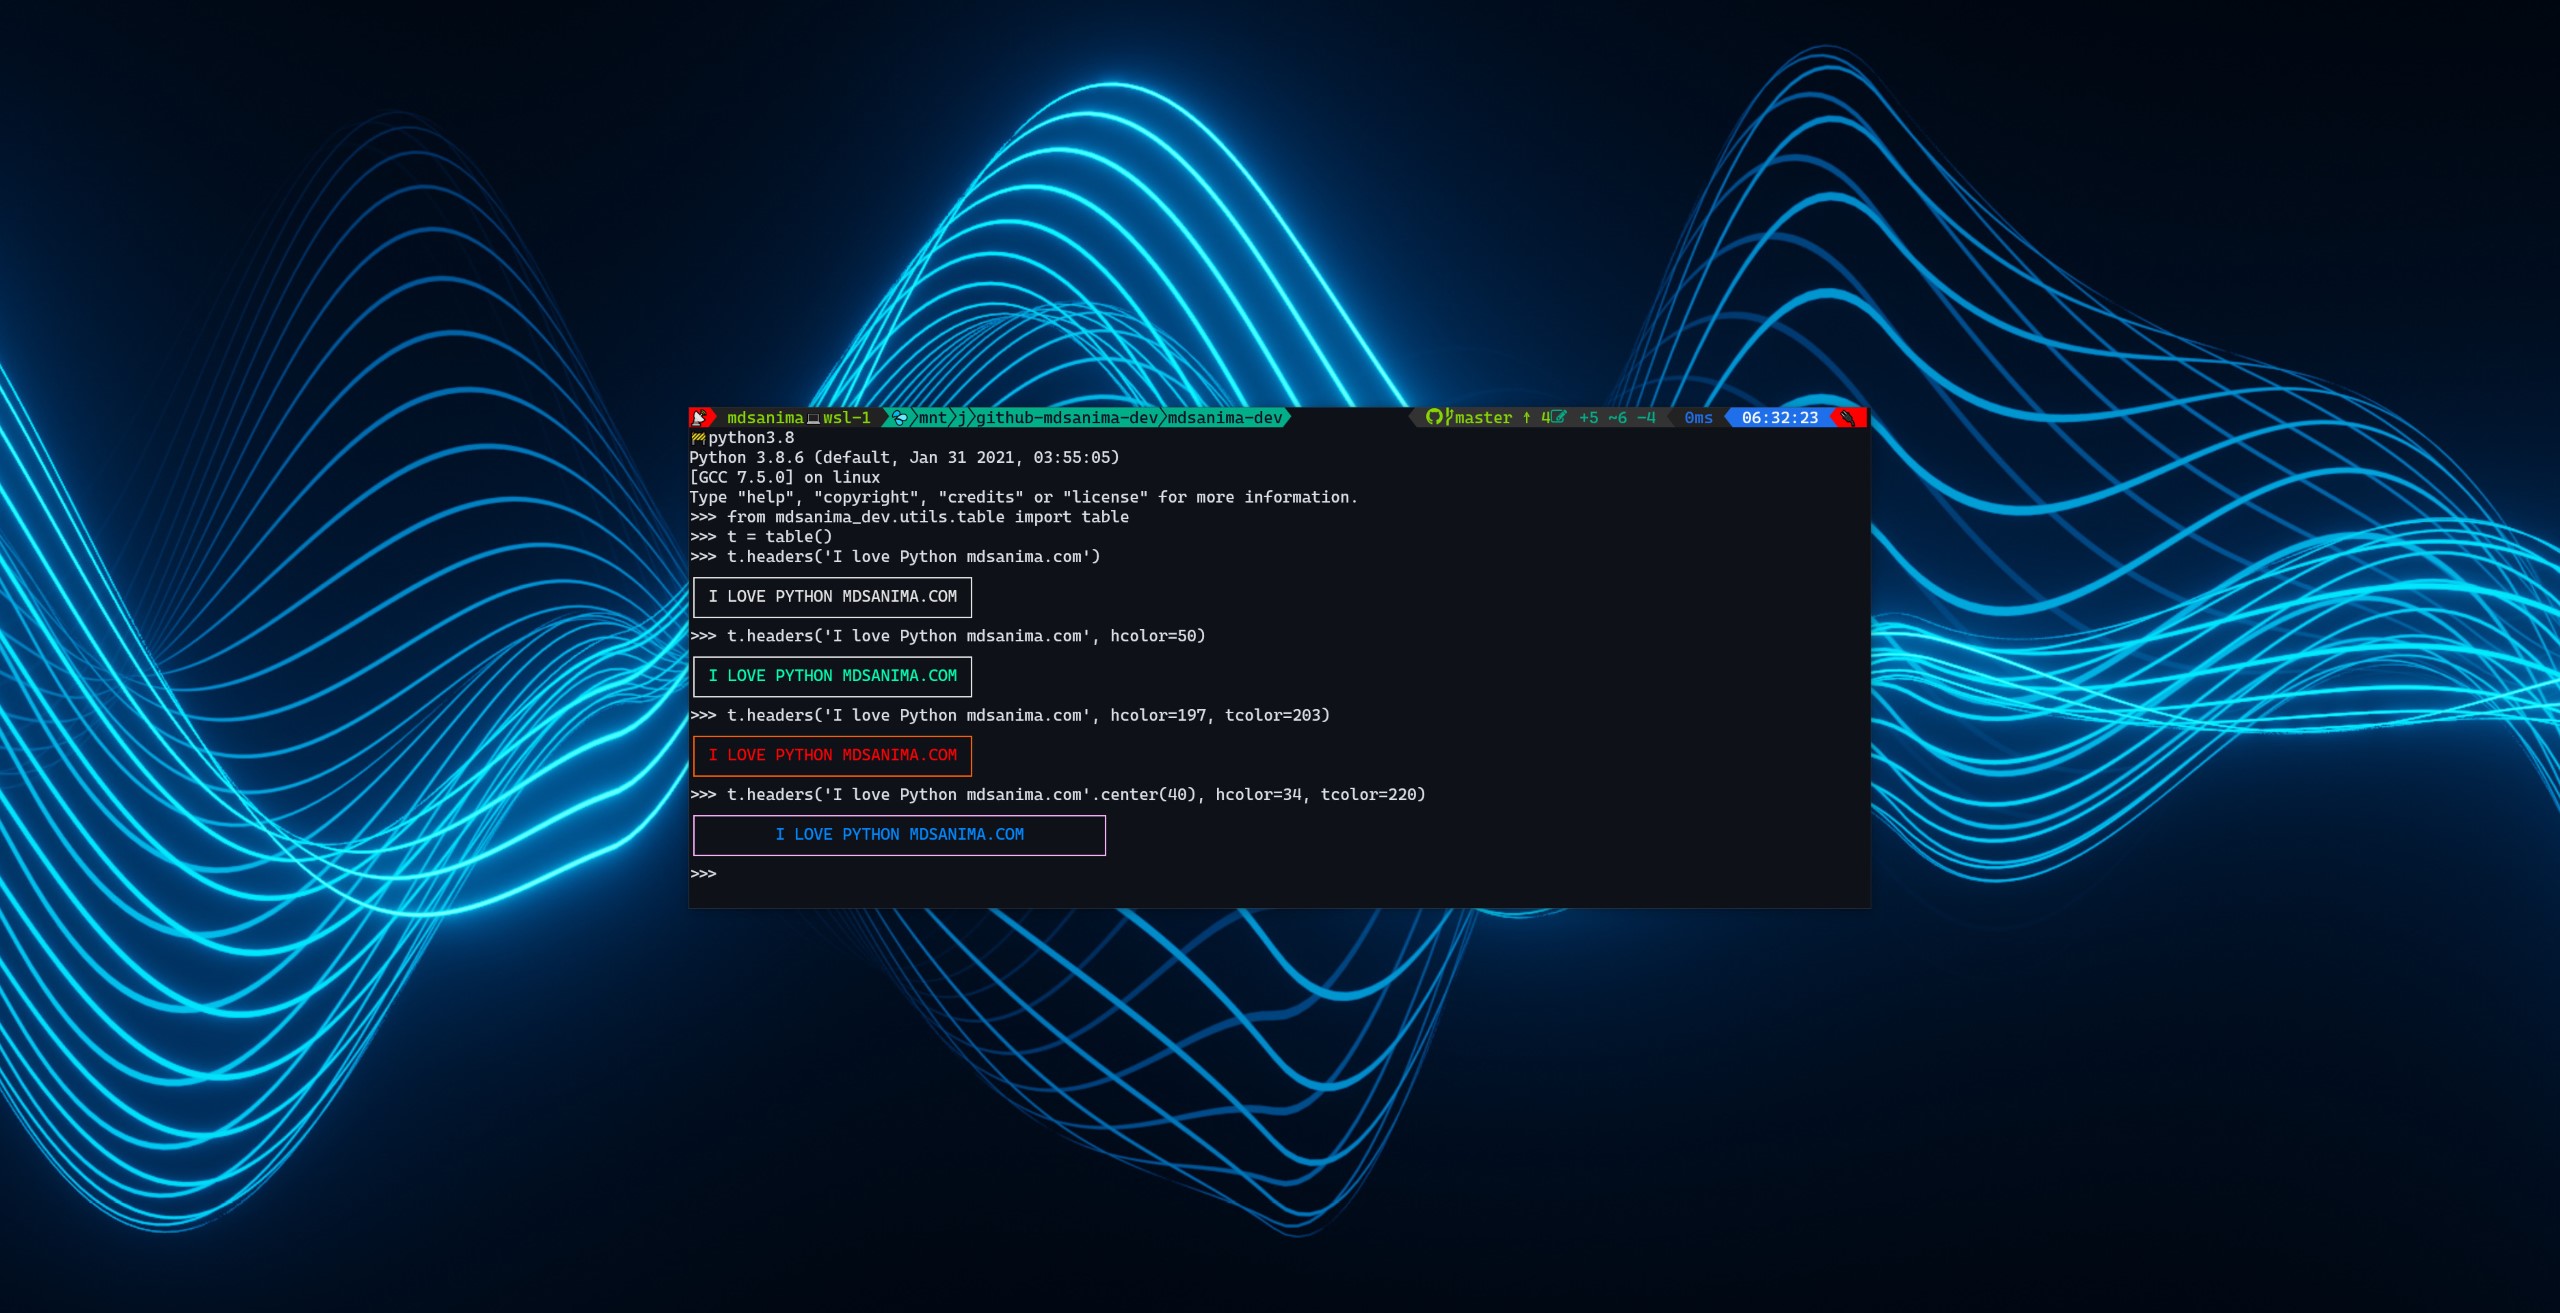 mdsanima wsl-1 mnt j github-mdsanima-dev mdsanima-dev master ↑ 4 +5 ~6 -4 0ms 06:32:23
python3.8
Python 3.8.6 (default, Jan 31 2021, 03:55:05)
[GCC 7.5.0] on linux
Type "help", "copyright", "credits" or "license" for more information.
>>> from mdsanima_dev.utils.table import table
>>> t = table()
>>> t.headers('I love Python mdsanima.com')
I LOVE PYTHON MDSANIMA.COM
>>> t.headers('I love Python mdsanima.com', hcolor=50)
I LOVE PYTHON MDSANIMA.COM
>>> t.headers('I love Python mdsanima.com', hcolor=197, tcolor=203)
I LOVE PYTHON MDSANIMA.COM
>>> t.headers('I love Python mdsanima.com'.center(40), hcolor=34, tcolor=220)
I LOVE PYTHON MDSANIMA.COM
>>>